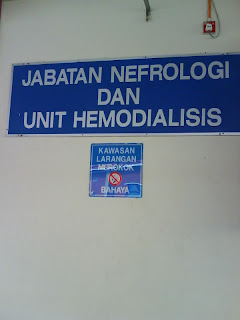 JABATAN NEFROLOGI
DAN
UNIT HEMODIALISIS
KAWASAN
LARANGAN
MEROKOK
BAHAYA